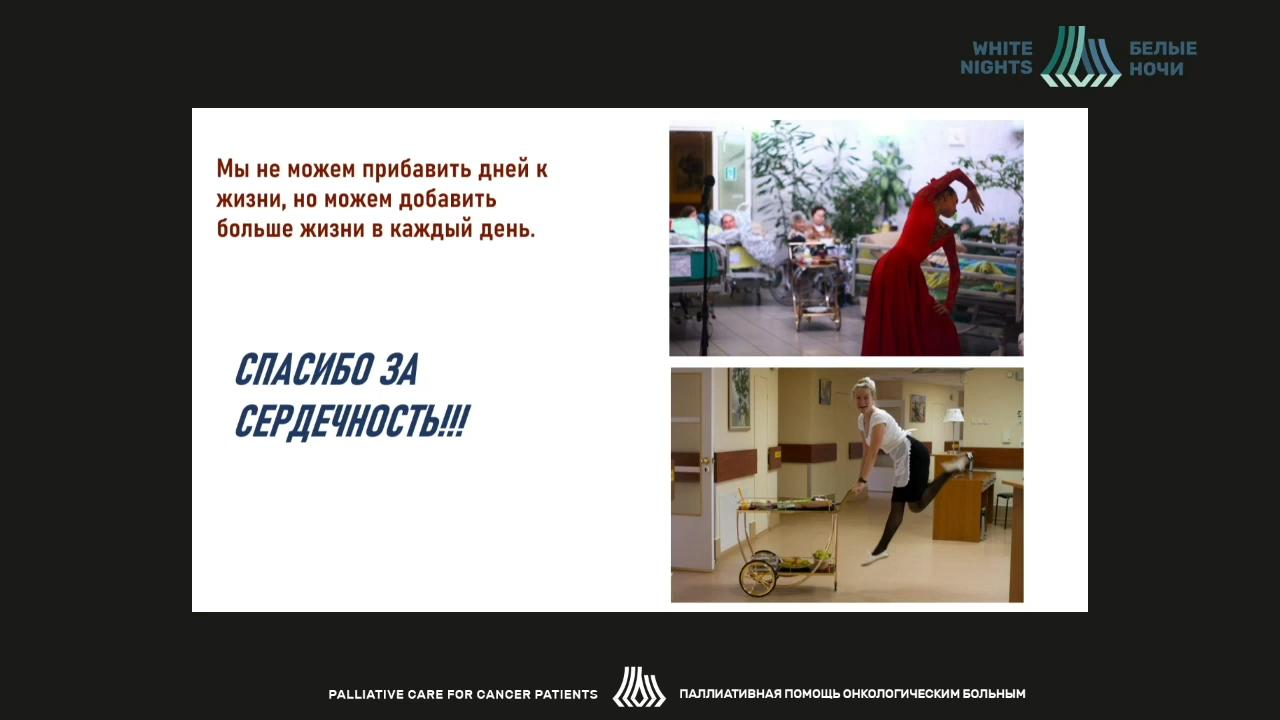 WHITE
NIGHTS
БЕЛЫЕ
НОЧИ
Мы не можем прибавить дней к
жизни, но можем добавить
больше жизни в каждый день.
СПАСИБО ЗА
СЕРДЕЧНОСТЬ!!!
PALLIATIVE CARE FOR CANCER PATIENTS
ПАЛЛИАТИВНАЯ ПОМОЩЬ ОНКОЛОГИЧЕСКИМ БОЛЬНЫМ